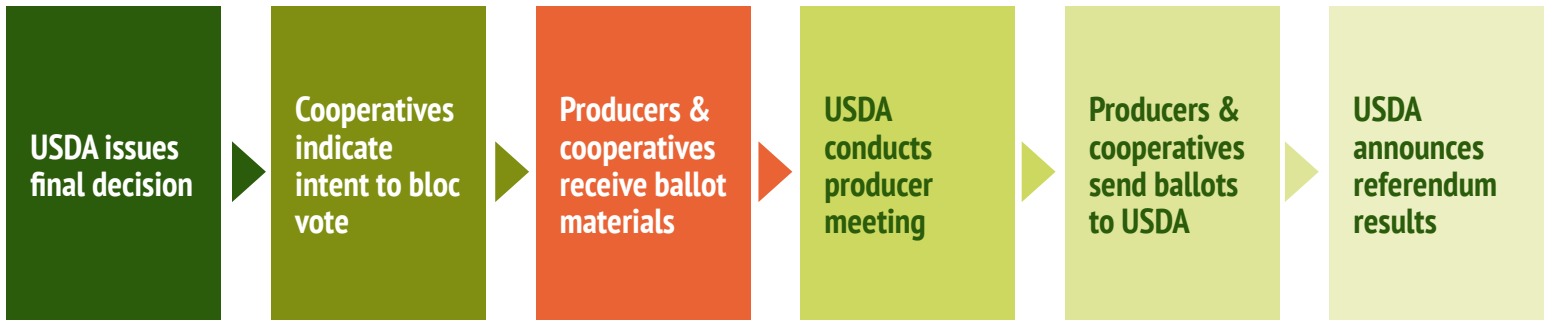 USDA issues
final decision
Cooperatives
indicate
intent to bloc
vote
Producers &
cooperatives
receive ballot
materials
USDA
conducts
producer
meeting
Producers &
cooperatives
send ballots
to USDA
USDA
announces
referendum
results